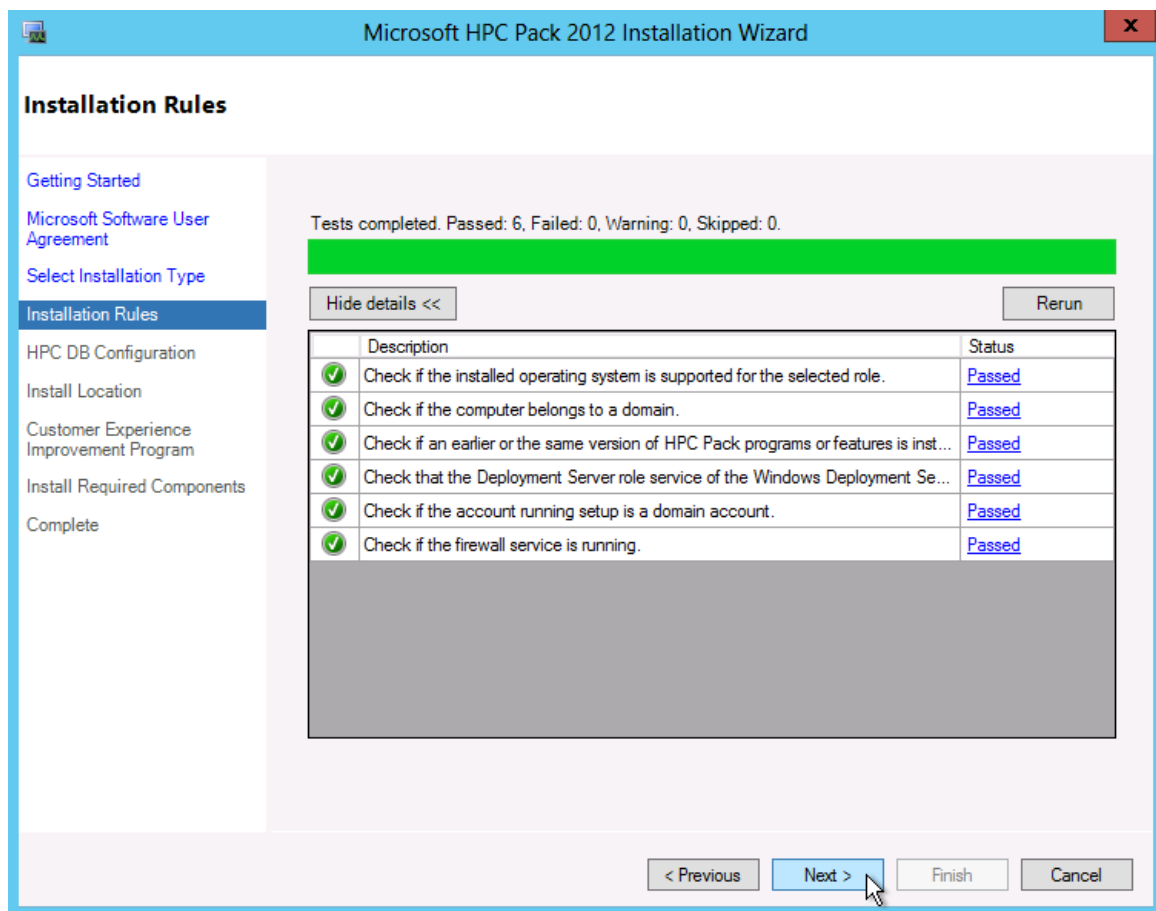 Microsoft HPC Pack 2012 Installation Wizard
x
Installation Rules
Getting Started
Microsoft Software User
Agreement
Select Installation Type
Installation Rules
HPC DB Configuration
Install Location
Customer Experience
Improvement Program
Install Required Components
Complete
Tests completed. Passed: 6, Failed: 0, Warning: 0, Skipped: 0.
Hide details << Rerun
Description Status
Check if the installed operating system is supported for the selected role. Passed
Check if the computer belongs to a domain. Passed
Check if an earlier or the same version of HPC Pack programs or features is inst... Passed
Check that the Deployment Server role service of the Windows Deployment Se... Passed
Check if the account running setup is a domain account. Passed
Check if the firewall service is running. Passed
< Previous Next > Finish Cancel